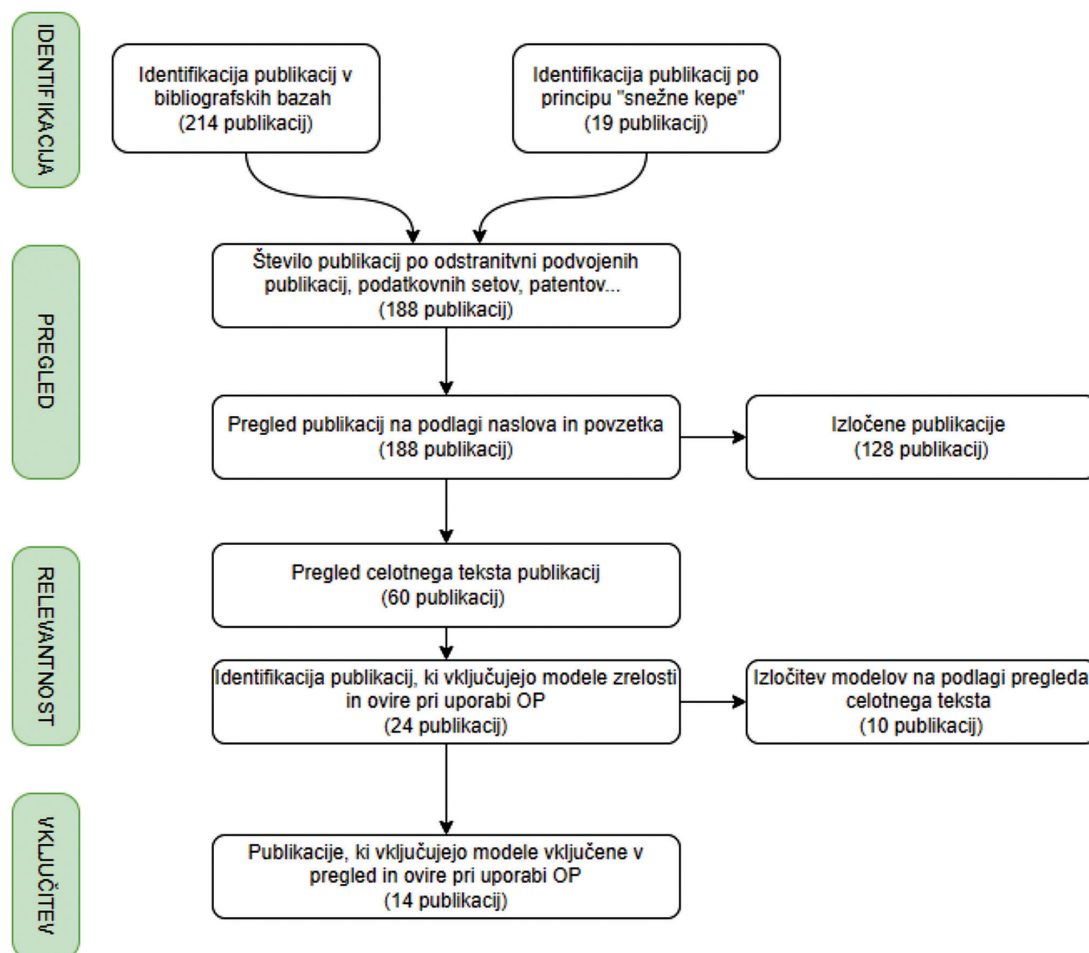 IDENTIFIKACIJA
Identifikacija publikacij v
bibliografskih bazah
(214 publikacij)
Identifikacija publikacij po
principu "snežne kepe"
(19 publikacij)
PREGLED
Število publikacij po odstranitvni podvojenih
publikacij, podatkovnih setov, patentov...
(188 publikacij)
Pregled publikacij na podlagi naslova in povzetka
(188 publikacij)
Izločene publikacije
(128 publikacij)
RELEVANTNOST
Pregled celotnega teksta publikacij
(60 publikacij)
Identifikacija publikacij, ki vključujejo modele zrelosti
in ovire pri uporabi OP
(24 publikacij)
Izločitev modelov na podlagi pregleda
celotnega teksta
(10 publikacij)
VKLJUČITEV
Publikacije, ki vključujejo modele vključene v
pregled in ovire pri uporabi OP
(14 publikacij)